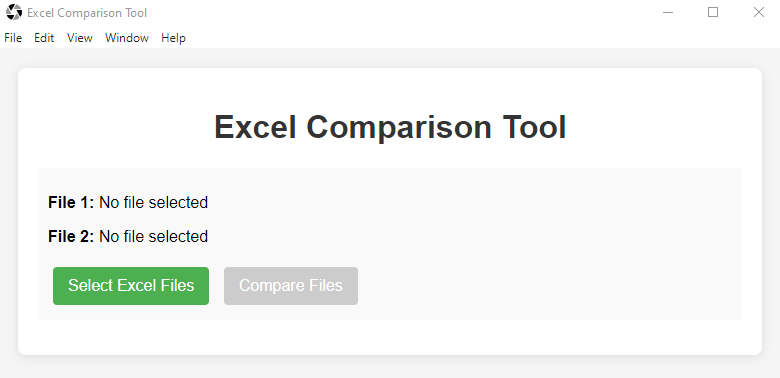 Excel Comparison Tool
File Edit View Window Help
Excel Comparison Tool
File 1: No file selected
File 2: No file selected
Select Excel Files Compare Files